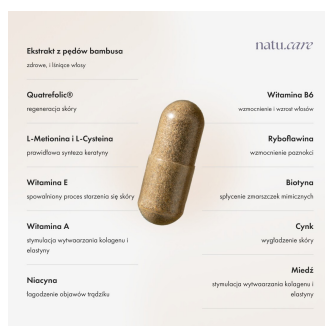 natu.care
Ekstrakt z pędów bambusa
zdrowe, i lśniące włosy
Quatrefolic®
regeneracja skóry
L-Metionina i L-Cysteina
prawidłowa synteza keratyny
Witamina E
spowalniony proces starzenia się skóry
Witamina A
stymulacja wytwaarzania kolagenu i
elastyny
Niacyna
łagodzenie objawów trądziku
Witamina B6
wzmocnienie i wzrost włosów
Ryboflawina
wzmocnienie paznokci
Biotyna
spłycenie zmarszczek mimicznych
Cynk
wygładzenie skóry
Miedź
stymulacja wytwaarzania kolagenu i
elastyny